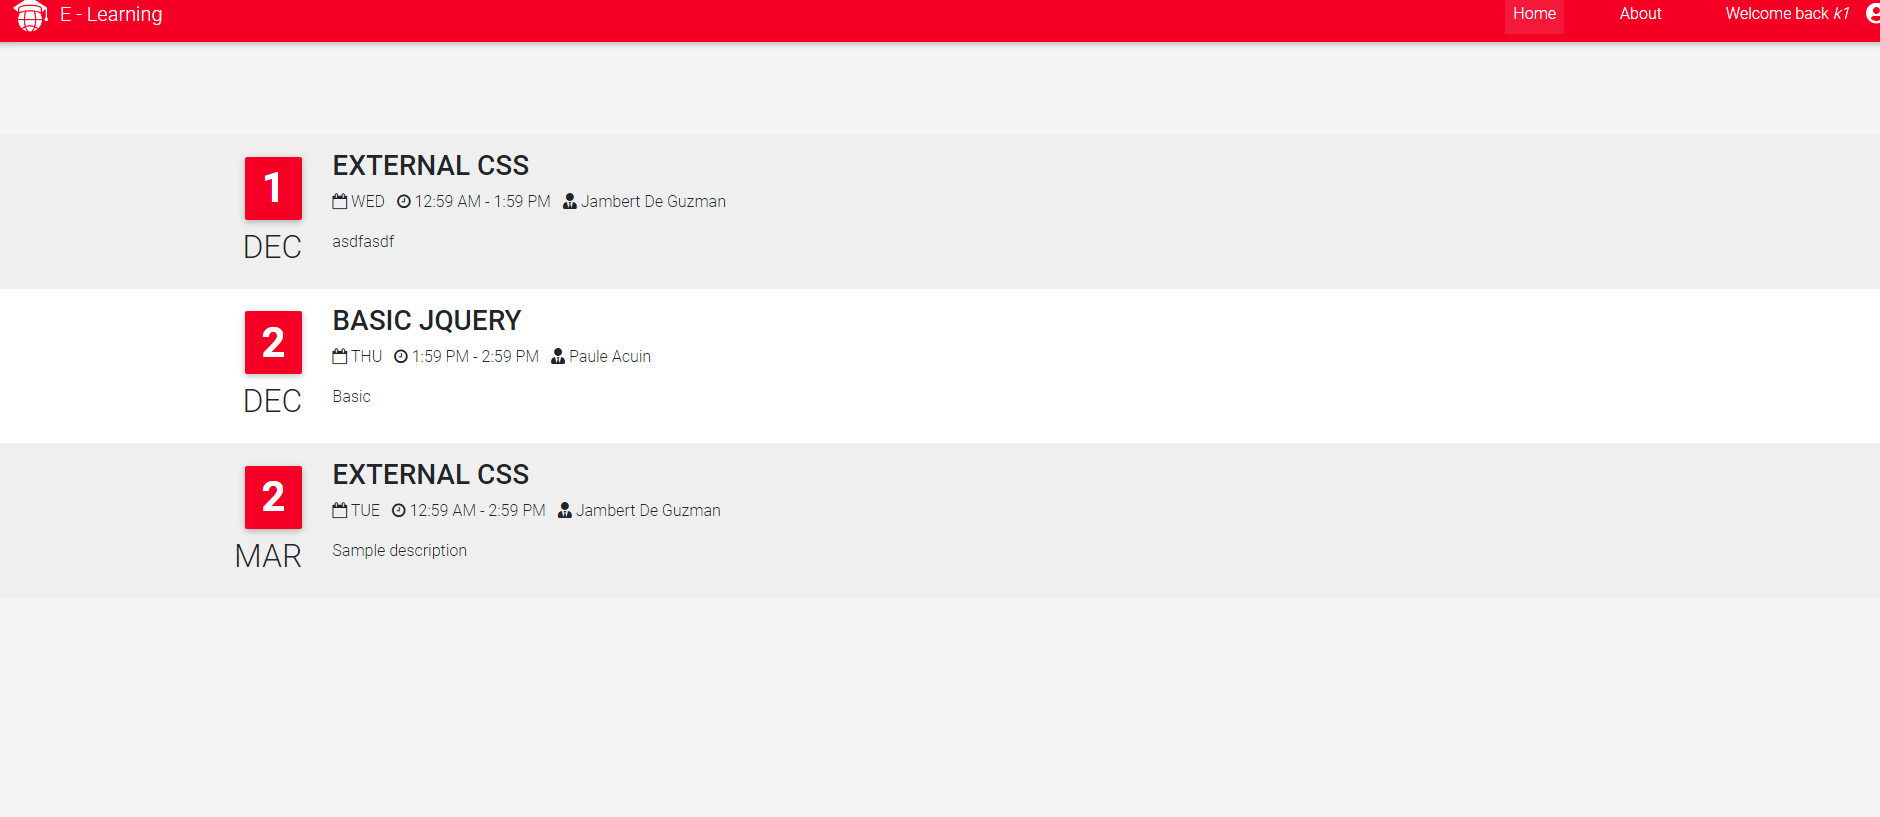 E - Learning
Home About Welcome back k1
1
DEC
EXTERNAL CSS
WED 12:59 AM - 1:59 PM Jambert De Guzman
asdfasdf
2
DEC
BASIC JQUERY
THU 1:59 PM - 2:59 PM Paule Acuin
Basic
2
MAR
EXTERNAL CSS
TUE 12:59 AM - 2:59 PM Jambert De Guzman
Sample description